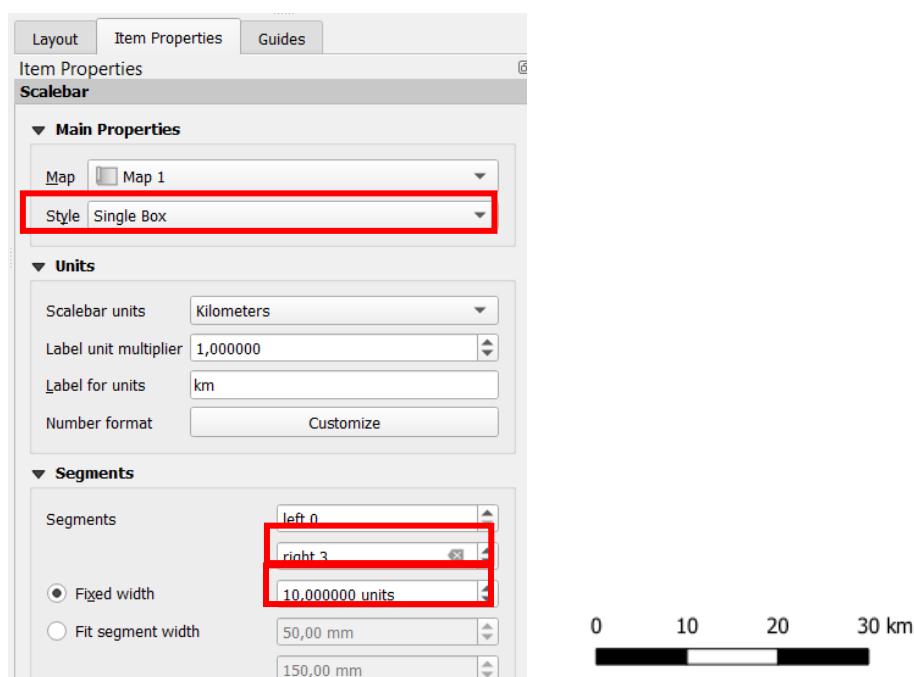 Layout Item Properties Guides
Item Properties
Scalebar
Main Properties
Map Map 1
Style Single Box
Units
Scalebar units Kilometers
Label unit multiplier 1,000000
Label for units km
Number format Customize
Segments
Segments left 0
right 3
Fixed width 10,000000 units
Fit segment width 50,00 mm
150,00 mm
0 10 20 30 km